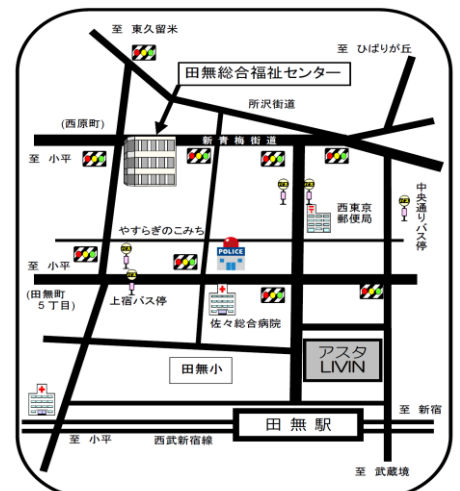 至 東久留米
至 ひばりが丘
田無総合福祉センター
所沢街道
(西原町)
新青梅街道
至 小平
西東京
郵便局
中央通りバス停
やすらぎのこみち
POLICE
至 小平
(田無町
5丁目)
上宿バス停
佐々総合病院
アスタ
LIVIN
田無小
至 新宿
田無駅
至 小平
西武新宿線
至 武蔵境